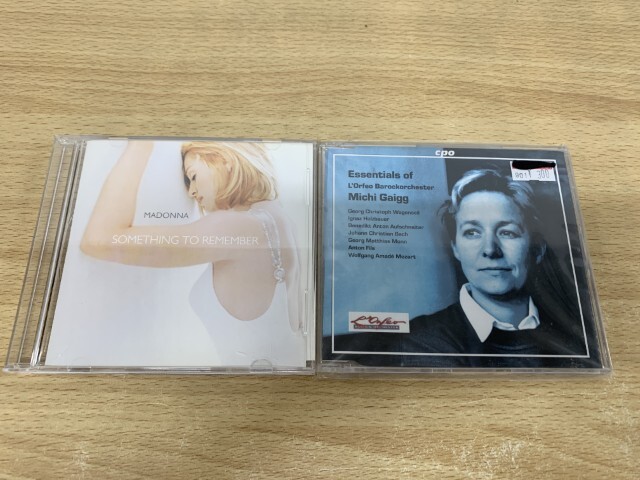 MADONNA
SOMETHING TO REMEMBER
cpo
Essentials of
L'Orfeo Barockorchester
Michi Gaigg
Georg Christoph Wagenseil
Ignaz Holzbauer
Benedikt Anton Aufschnaiter
Johann Christian Bach
Georg Matthias Monn
Anton Fils
Wolfgang Amadé Mozart
L'Orfeo